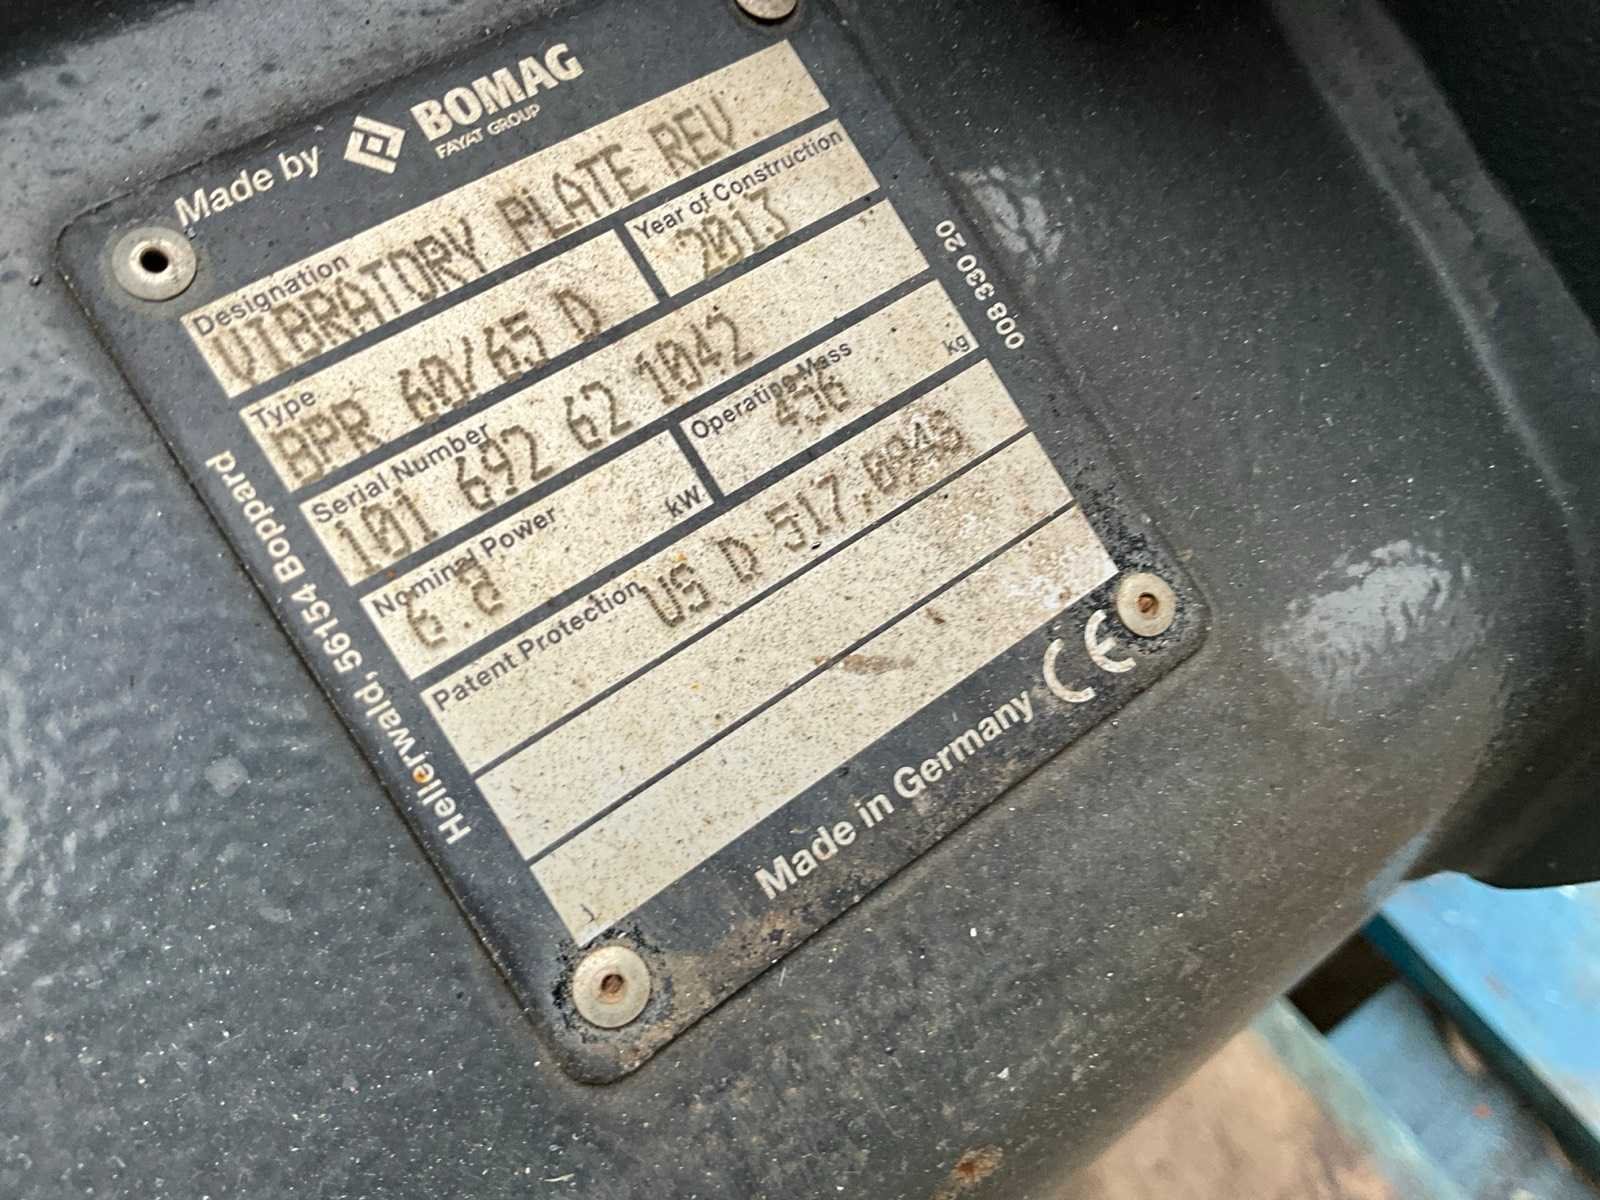 Made by BOMAG
FAYAT GROUP
Designation
VIBRATORY PLATE REV.
Type
BPR 60/65 D
Year of Construction
2013
Serial Number
101 692 62 1042
Nominal Power
kW
Operating Mass
kg
456
Patent Protection
US D 517,094S
Hellerwald, 56154 Boppard
008 330 20
Made in Germany
CE